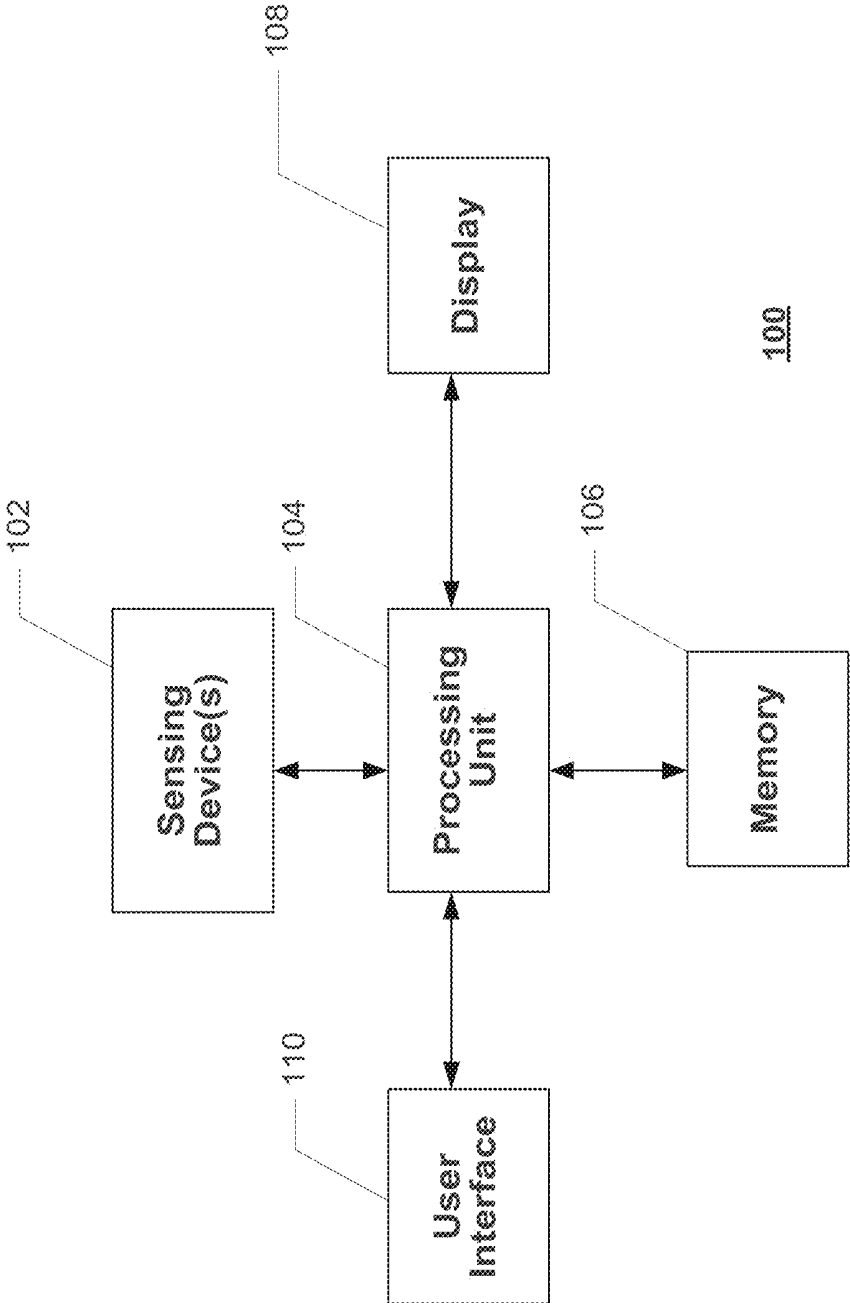 108
Display
100
102
Sensing
Device(s)
104
Processing
Unit
106
Memory
110
User
Interface